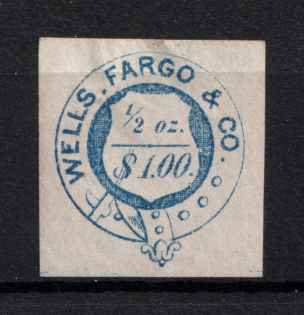 WELLS, FARGO & CO.
1/2 oz.
$1.00.